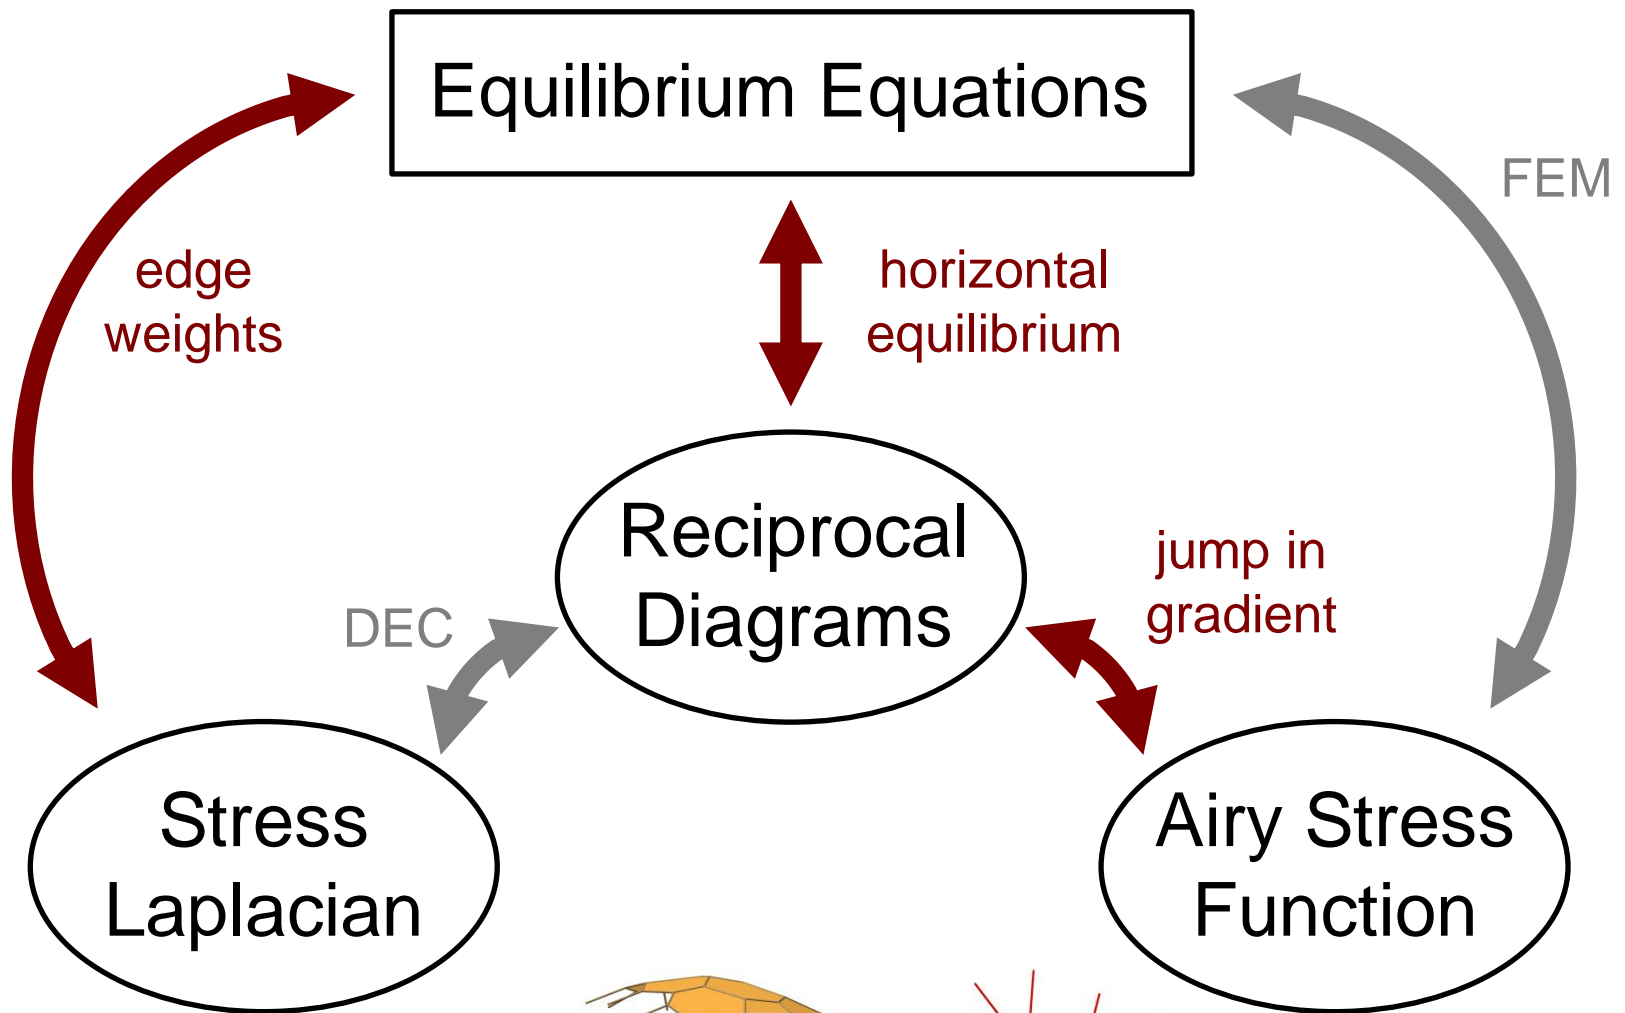 Equilibrium Equations
FEM
edge
weights
horizontal
equilibrium
Reciprocal
Diagrams
jump in
gradient
DEC
Stress
Laplacian
Airy Stress
Function